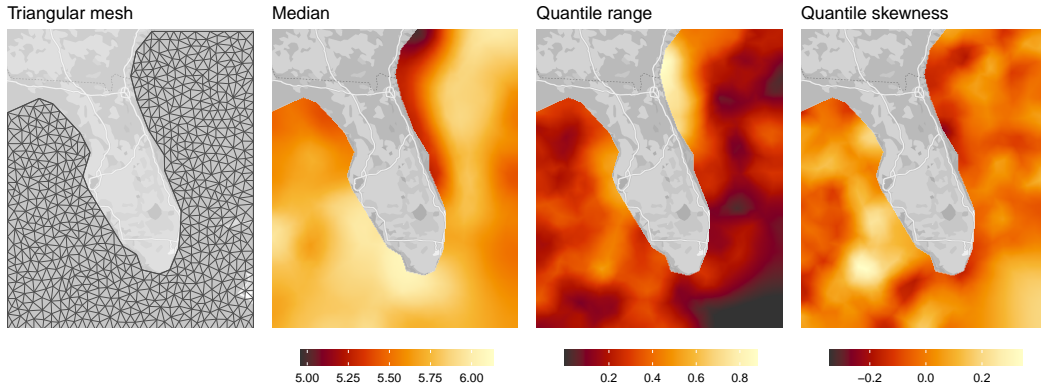 Triangular mesh
Median
Quantile range
Quantile skewness
5.00 5.25 5.50 5.75 6.00
0.2 0.4 0.6 0.8
−0.2 0.0 0.2